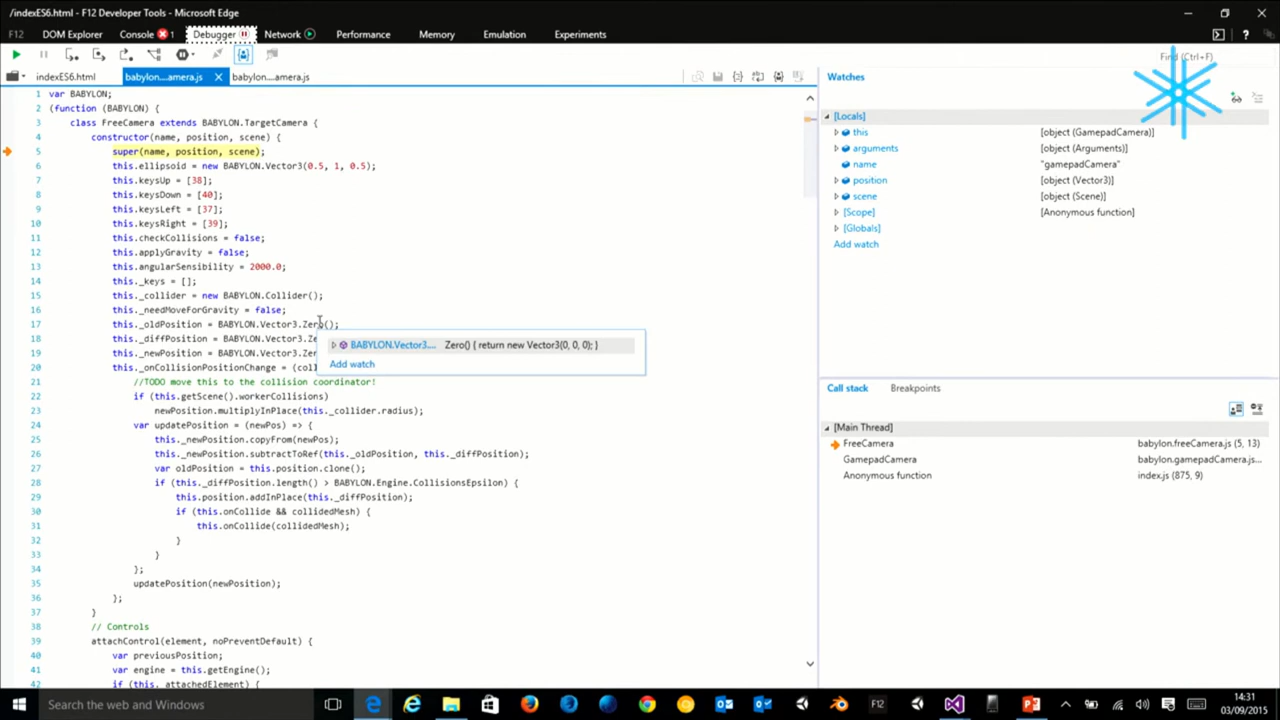 /indexES6.html - F12 Developer Tools - Microsoft Edge
F12 DOM Explorer Console 1 Debugger Network Performance Memory Emulation Experiments ?
Find (Ctrl+F)
indexES6.html babylon....amera.js babylon....amera.js
1 var BABYLON;
2 (function (BABYLON) {
3 class FreeCamera extends BABYLON.TargetCamera {
4 constructor(name, position, scene) {
5 super(name, position, scene);
6 this.ellipsoid = new BABYLON.Vector3(0.5, 1, 0.5);
7 this.keysUp = [38];
8 this.keysDown = [40];
9 this.keysLeft = [37];
10 this.keysRight = [39];
11 this.checkCollisions = false;
12 this.applyGravity = false;
13 this.angularSensibility = 2000.0;
14 this._keys = [];
15 this._collider = new BABYLON.Collider();
16 this._needMoveForGravity = false;
17 this._oldPosition = BABYLON.Vector3.Zero();
18 this._diffPosition = BABYLON.Vector3.Ze
19 this._newPosition = BABYLON.Vector3.Ze
BABYLON.Vector3.... Zero() { return new Vector3(0, 0, 0); }
Add watch
20 this._onCollisionPositionChange = (coll
21 //TODO move this to the collision coordinator!
22 if (this.getScene().workerCollisions)
23 newPosition.multiplyInPlace(this._collider.radius);
24 var updatePosition = (newPos) => {
25 this._newPosition.copyFrom(newPos);
26 this._newPosition.subtractToRef(this._oldPosition, this._diffPosition);
27 var oldPosition = this.position.clone();
28 if (this._diffPosition.length() > BABYLON.Engine.CollisionsEpsilon) {
29 this.position.addInPlace(this._diffPosition);
30 if (this.onCollide && collidedMesh) {
31 this.onCollide(collidedMesh);
32 }
33 }
34 };
35 updatePosition(newPosition);
36 };
37 }
38 // Controls
39 attachControl(element, noPreventDefault) {
40 var previousPosition;
41 var engine = this.getEngine();
42 if (this._attachedElement) {
Watches
[Locals]
this [object (GamepadCamera)]
arguments [object (Arguments)]
name "gamepadCamera"
position [object (Vector3)]
scene [object (Scene)]
[Scope] [Anonymous function]
[Globals]
Add watch
Call stack Breakpoints
[Main Thread]
FreeCamera babylon.freeCamera.js (5, 13)
GamepadCamera babylon.gamepadCamera.js...
Anonymous function index.js (875, 9)
Search the web and Windows
F12
14:31
03/09/2015